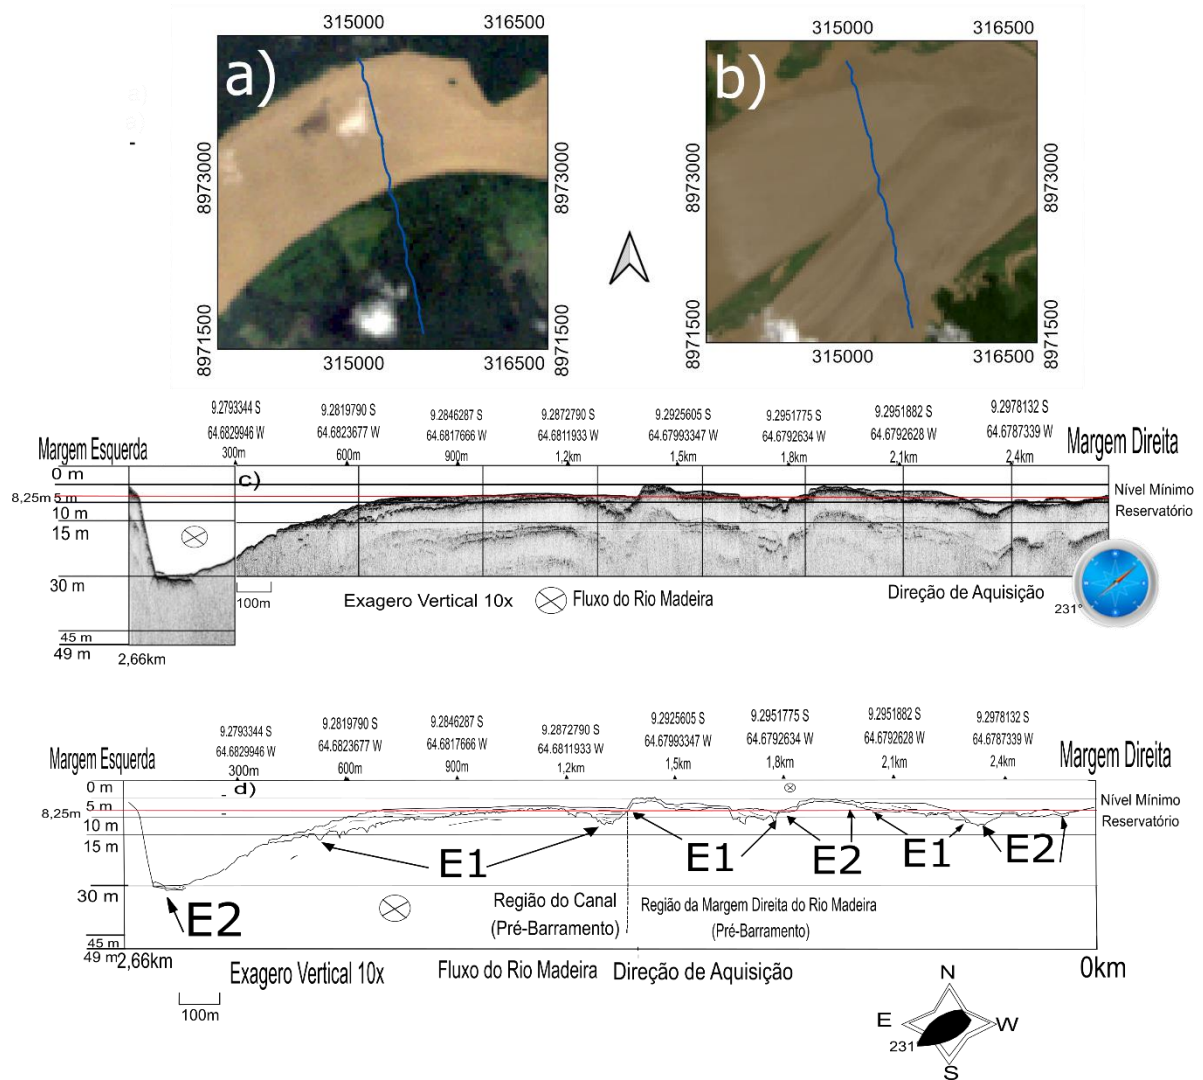 315000 316500
315000 316500
a)
b)
8973000
8973000
8973000
8973000
8971500
8971500
8971500
8971500
315000 316500
315000 316500
9.2793344 S 9.2819790 S 9.2846287 S 9.2872790 S 9.2925605 S 9.2951775 S 9.2951882 S 9.2978132 S
64.6829946 W 64.6823677 W 64.6817666 W 64.6811933 W 64.67993347 W 64.6792634 W 64.6792628 W 64.6787339 W
Margem Esquerda Margem Direita
300m 600m 900m 1,2km 1,5km 1,8km 2,1km 2,4km
0 m c)
8,25m 5 m Nível Mínimo
10 m Reservatório
15 m
30 m
100m Exagero Vertical 10x Fluxo do Rio Madeira Direção de Aquisição 231°
45 m
49 m
2,66km
9.2793344 S 9.2819790 S 9.2846287 S 9.2872790 S 9.2925605 S 9.2951775 S 9.2951882 S 9.2978132 S
64.6829946 W 64.6823677 W 64.6817666 W 64.6811933 W 64.67993347 W 64.6792634 W 64.6792628 W 64.6787339 W
Margem Esquerda Margem Direita
300m 600m 900m 1,2km 1,5km 1,8km 2,1km 2,4km
0 m d)
5 m Nível Mínimo
8,25m Reservatório
10 m
15 m
E1 E1 E2 E1 E2
30 m
E2
Região do Canal Região da Margem Direita do Rio Madeira
(Pré-Barramento) (Pré-Barramento)
45 m
49 m
2,66km Exagero Vertical 10x Fluxo do Rio Madeira Direção de Aquisição 0km
100m
N
E W
231
S